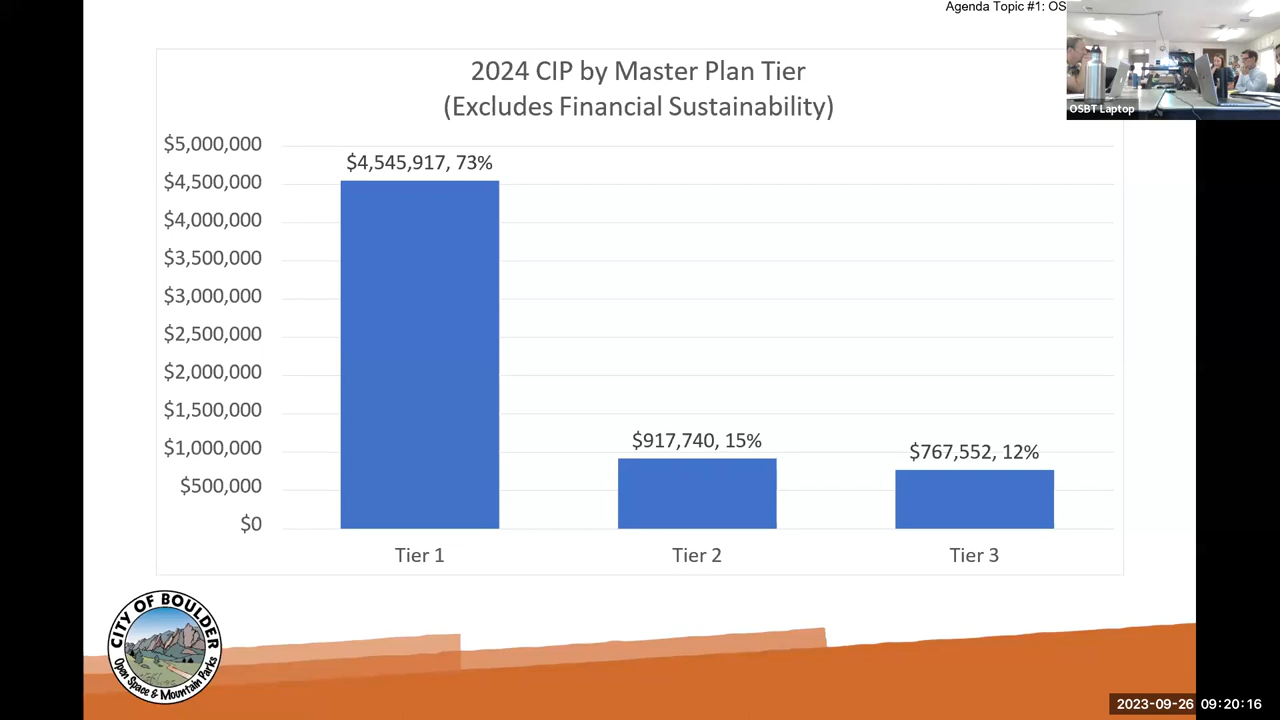 Agenda Topic #1: OS
OSBT Laptop
2024 CIP by Master Plan Tier
(Excludes Financial Sustainability)
$5,000,000
$4,500,000
$4,000,000
$3,500,000
$3,000,000
$2,500,000
$2,000,000
$1,500,000
$1,000,000
$500,000
$0
$4,545,917, 73%
$917,740, 15%
$767,552, 12%
Tier 1
Tier 2
Tier 3
CITY OF BOULDER
Open Space & Mountain Parks
2023-09-26 09:20:16